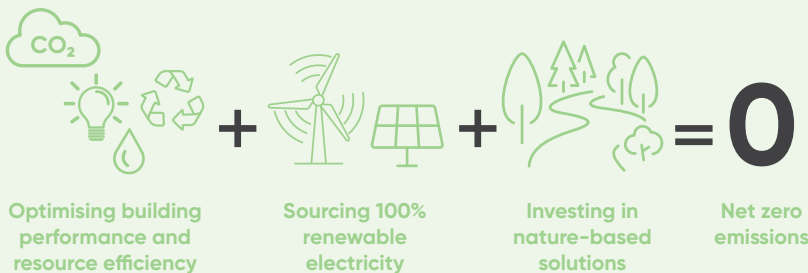 CO₂
+
+
=
0
Optimising building
performance and
resource efficiency
Sourcing 100%
renewable
electricity
Investing in
nature-based
solutions
Net zero
emissions